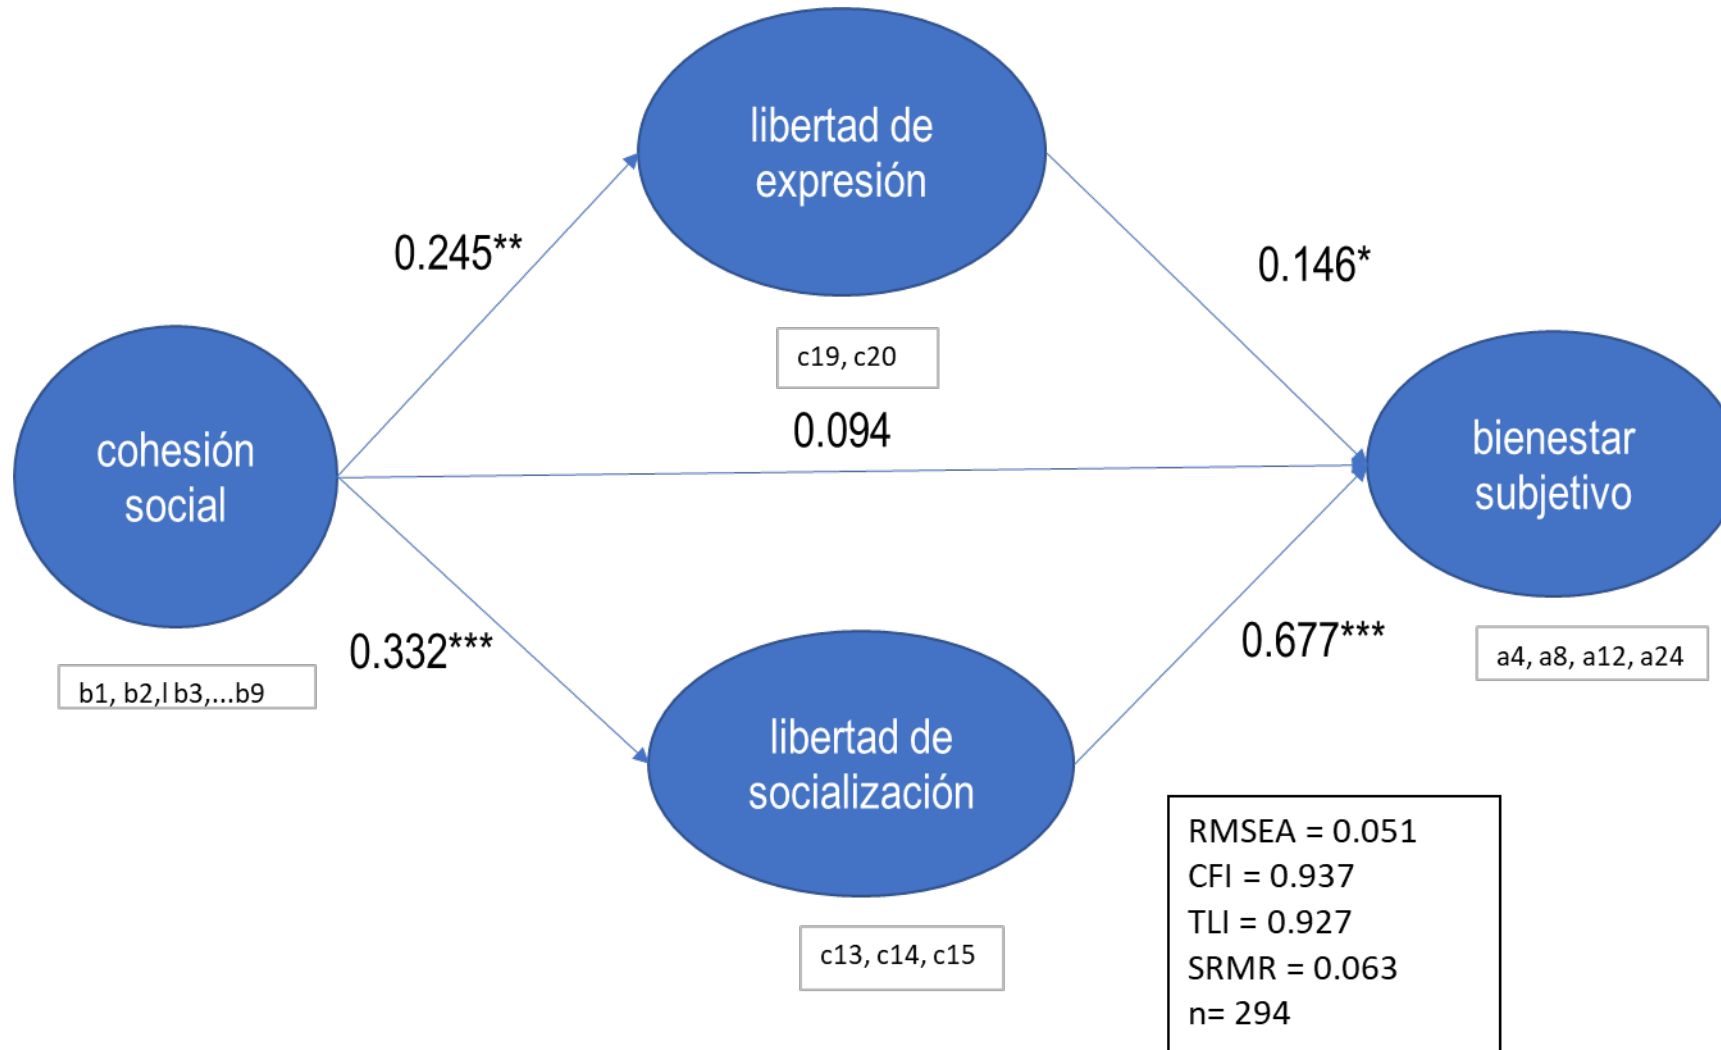 libertad de
expresión
0.245**
0.146*
c19, c20
0.094
cohesión
social
bienestar
subjetivo
0.332***
0.677***
b1, b2,l b3,...b9
a4, a8, a12, a24
libertad de
socialización
c13, c14, c15
RMSEA = 0.051
CFI = 0.937
TLI = 0.927
SRMR = 0.063
n= 294